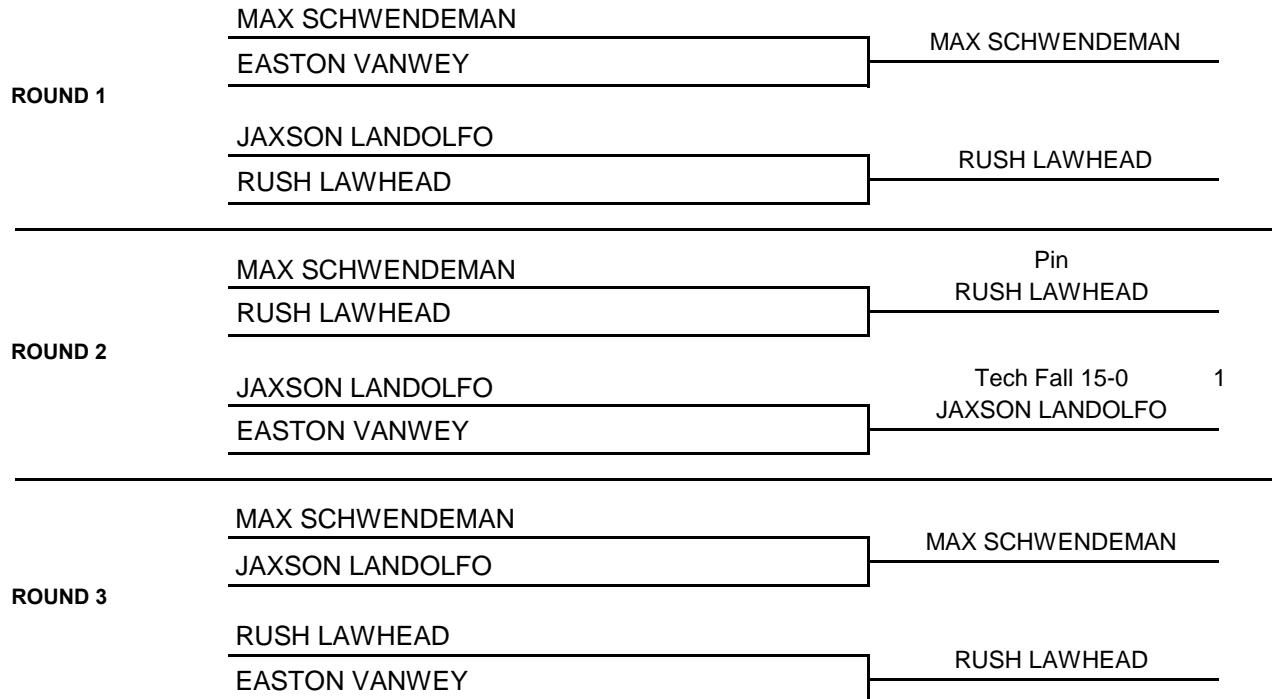 MAX SCHWENDEMAN
MAX SCHWENDEMAN
EASTON VANWEY
ROUND 1
JAXSON LANDOLFO
RUSH LAWHEAD
RUSH LAWHEAD
MAX SCHWENDEMAN
Pin
RUSH LAWHEAD
RUSH LAWHEAD
ROUND 2
JAXSON LANDOLFO
Tech Fall 15-0 1
JAXSON LANDOLFO
EASTON VANWEY
MAX SCHWENDEMAN
MAX SCHWENDEMAN
JAXSON LANDOLFO
ROUND 3
RUSH LAWHEAD
RUSH LAWHEAD
EASTON VANWEY